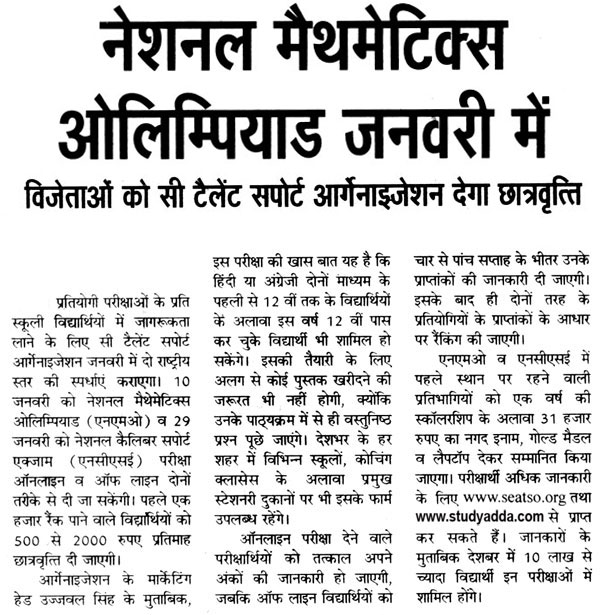 नेशनल मैथमेटिक्स
ओलिम्पियाड जनवरी में
विजेताओं को सी टैलेंट सपोर्ट आर्गेनाइजेशन देगा छात्रवृत्ति
प्रतियोगी परीक्षाओं के प्रति
स्कूली विद्यार्थियों में जागरूकता
लाने के लिए सी टैलेंट सपोर्ट
आर्गेनाइजेशन जनवरी में दो राष्ट्रीय
स्तर की स्पर्धाएं कराएगा। 10
जनवरी को नेशनल मैथेमेटिक्स
ओलिम्पियाड (एनएमओ) व 29
जनवरी को नेशनल कैलिबर सपोर्ट
एक्जाम (एनसीएसई) परीक्षा
ऑनलाइन व ऑफ लाइन दोनों
तरीके से दी जा सकेंगी। पहले एक
हजार रैंक पाने वाले विद्यार्थियों को
500 से 2000 रुपए प्रतिमाह
छात्रवृत्ति दी जाएगी।
आर्गेनाइजेशन के मार्केटिंग
हेड उज्जवल सिंह के मुताबिक,
इस परीक्षा की खास बात यह है कि
हिंदी या अंग्रेजी दोनों माध्यम के
पहली से 12 वीं तक के विद्यार्थियों
के अलावा इस वर्ष 12 वीं पास
कर चुके विद्यार्थी भी शामिल हो
सकेंगे। इसकी तैयारी के लिए
अलग से कोई पुस्तक खरीदने की
जरूरत भी नहीं होगी, क्योंकि
उनके पाठ्यक्रम में से ही वस्तुनिष्ठ
प्रश्न पूछे जाएंगे। देशभर के हर
शहर में विभिन्न स्कूलों, कोचिंग
क्लासेस के अलावा प्रमुख
स्टेशनरी दुकानों पर भी इसके फार्म
उपलब्ध रहेंगे।
ऑनलाइन परीक्षा देने वाले
परीक्षार्थियों को तत्काल अपने
अंकों की जानकारी हो जाएगी,
जबकि ऑफ लाइन विद्यार्थियों को
चार से पांच सप्ताह के भीतर उनके
प्राप्तांकों की जानकारी दी जाएगी।
इसके बाद ही दोनों तरह के
प्रतियोगियों के प्राप्तांकों के आधार
पर रैंकिंग की जाएगी।
एनएमओ व एनसीएसई में
पहले स्थान पर रहने वाली
प्रतिभागियों को एक वर्ष की
स्कॉलरशिप के अलावा 31 हजार
रुपए का नगद इनाम, गोल्ड मैडल
व लैपटॉप देकर सम्मानित किया
जाएगा। परीक्षार्थी अधिक जानकारी
के लिए www.seatso.org तथा
www.studyadda.com से प्राप्त
कर सकते हैं। जानकारों के
मुताबिक देशबर में 10 लाख से
च्यादा विद्यार्थी इन परीक्षाओं में
शामिल होंगे।